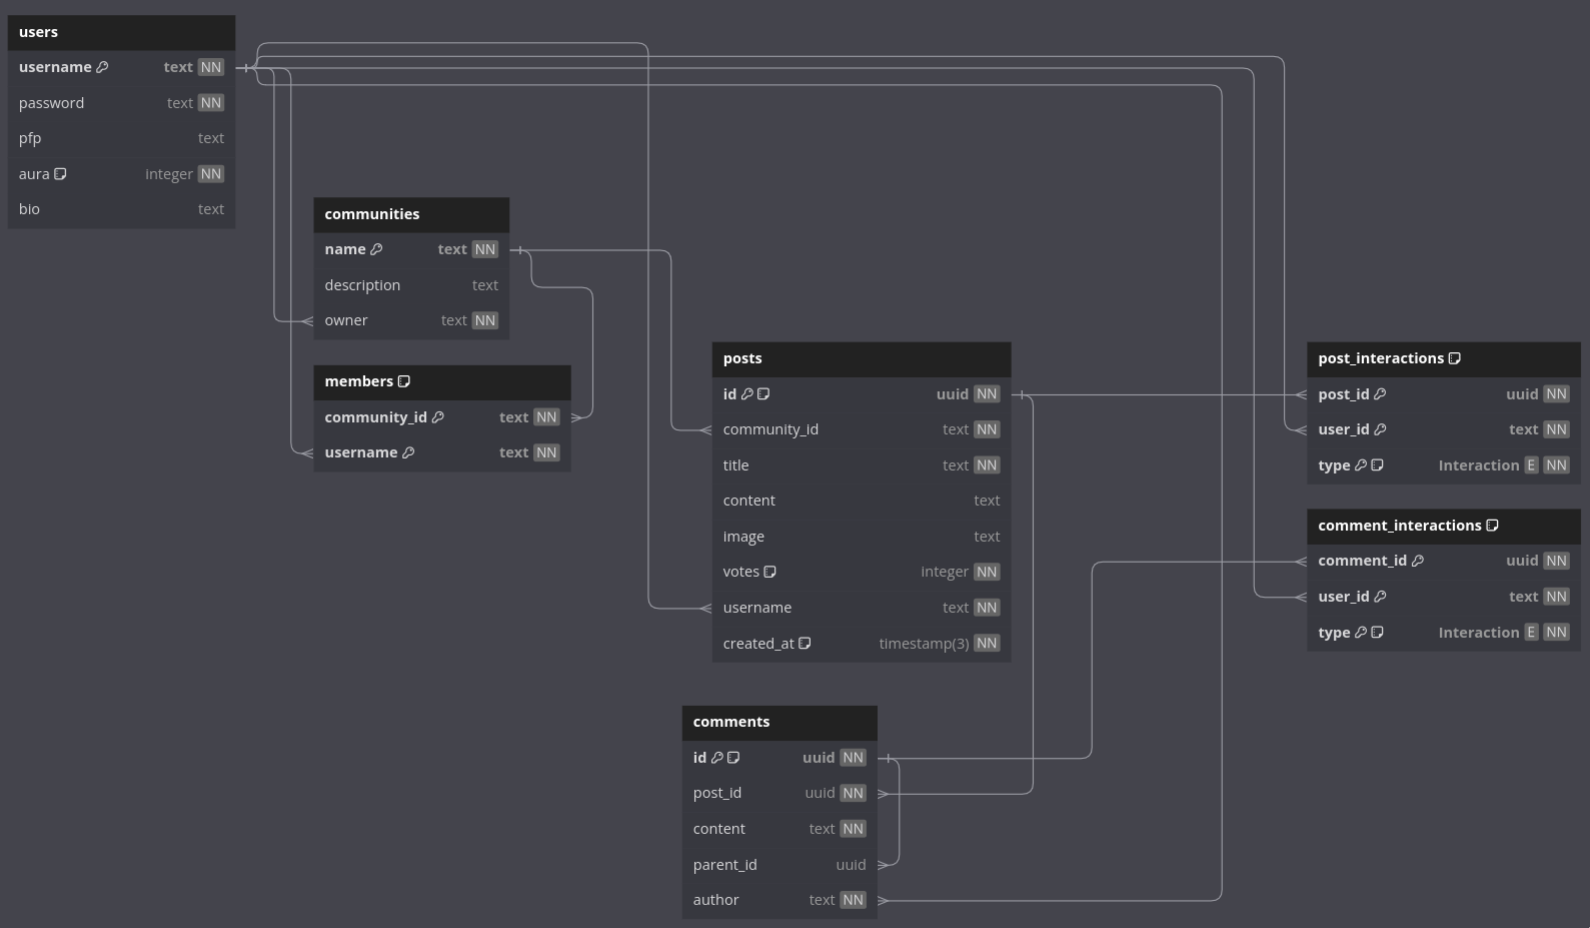 users
username text NN
password text NN
pfp text
aura integer NN
bio text
communities
name text NN
description text
owner text NN
members
community_id text NN
username text NN
posts
id uuid NN
community_id text NN
title text NN
content text
image text
votes integer NN
username text NN
created_at timestamp(3) NN
post_interactions
post_id uuid NN
user_id text NN
type Interaction E NN
comment_interactions
comment_id uuid NN
user_id text NN
type Interaction E NN
comments
id uuid NN
post_id uuid NN
content text NN
parent_id uuid
author text NN